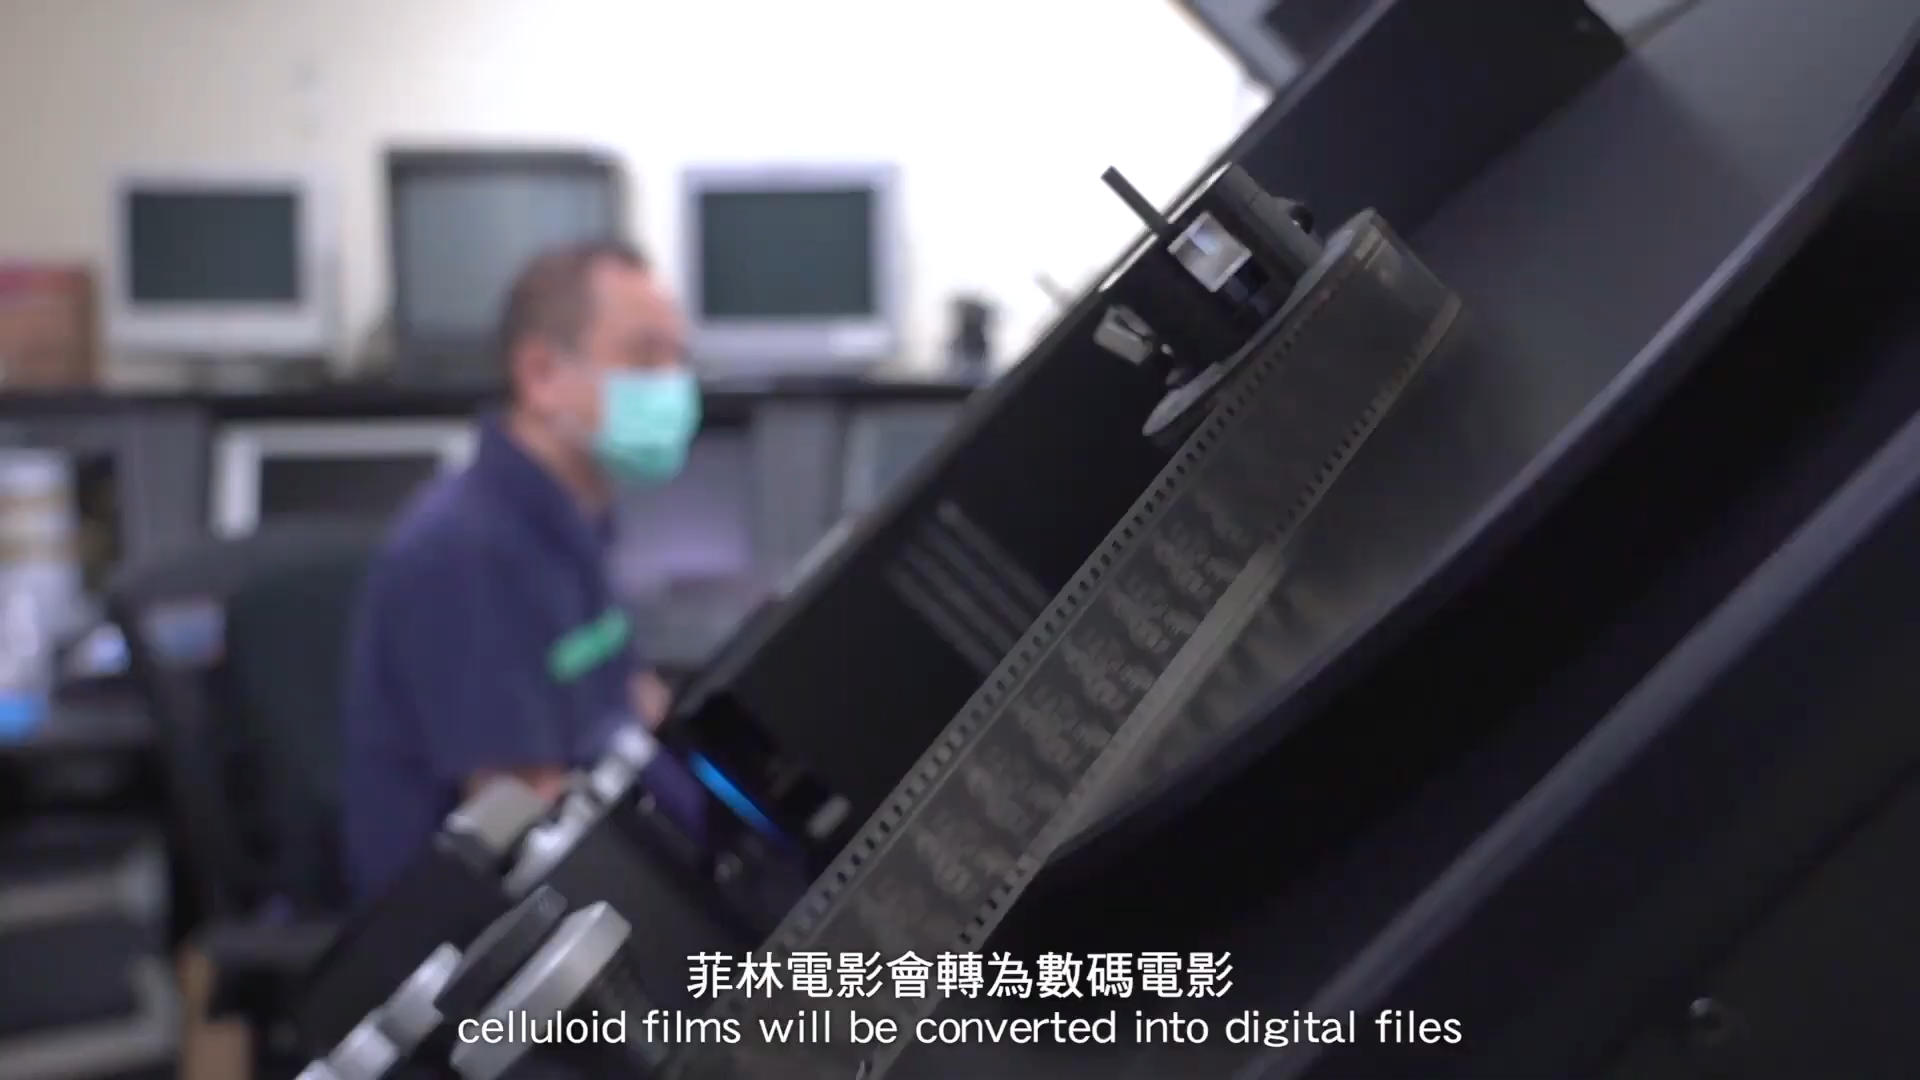 菲林電影會轉為數碼電影
celluloid films will be converted into digital files